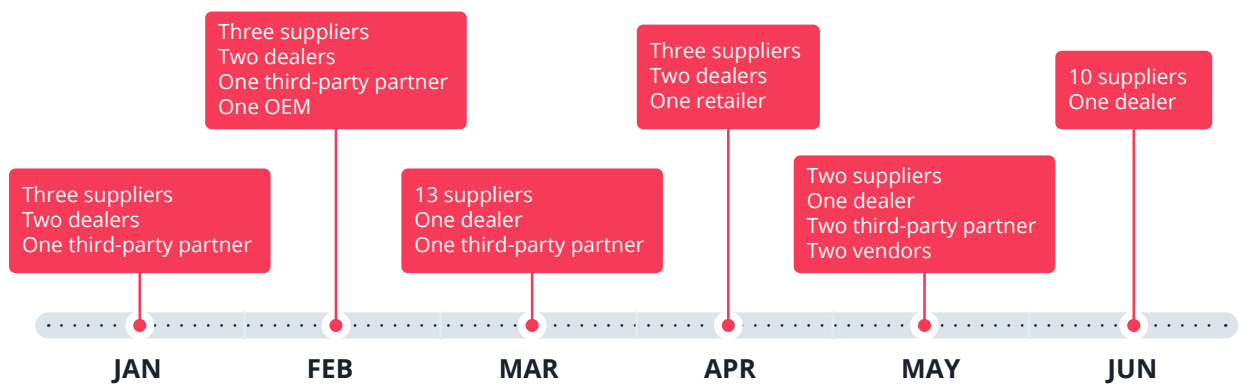 Three suppliers
Two dealers
One third-party partner
JAN
Three suppliers
Two dealers
One third-party partner
One OEM
FEB
13 suppliers
One dealer
One third-party partner
MAR
Three suppliers
Two dealers
One retailer
APR
Two suppliers
One dealer
Two third-party partner
Two vendors
MAY
10 suppliers
One dealer
JUN